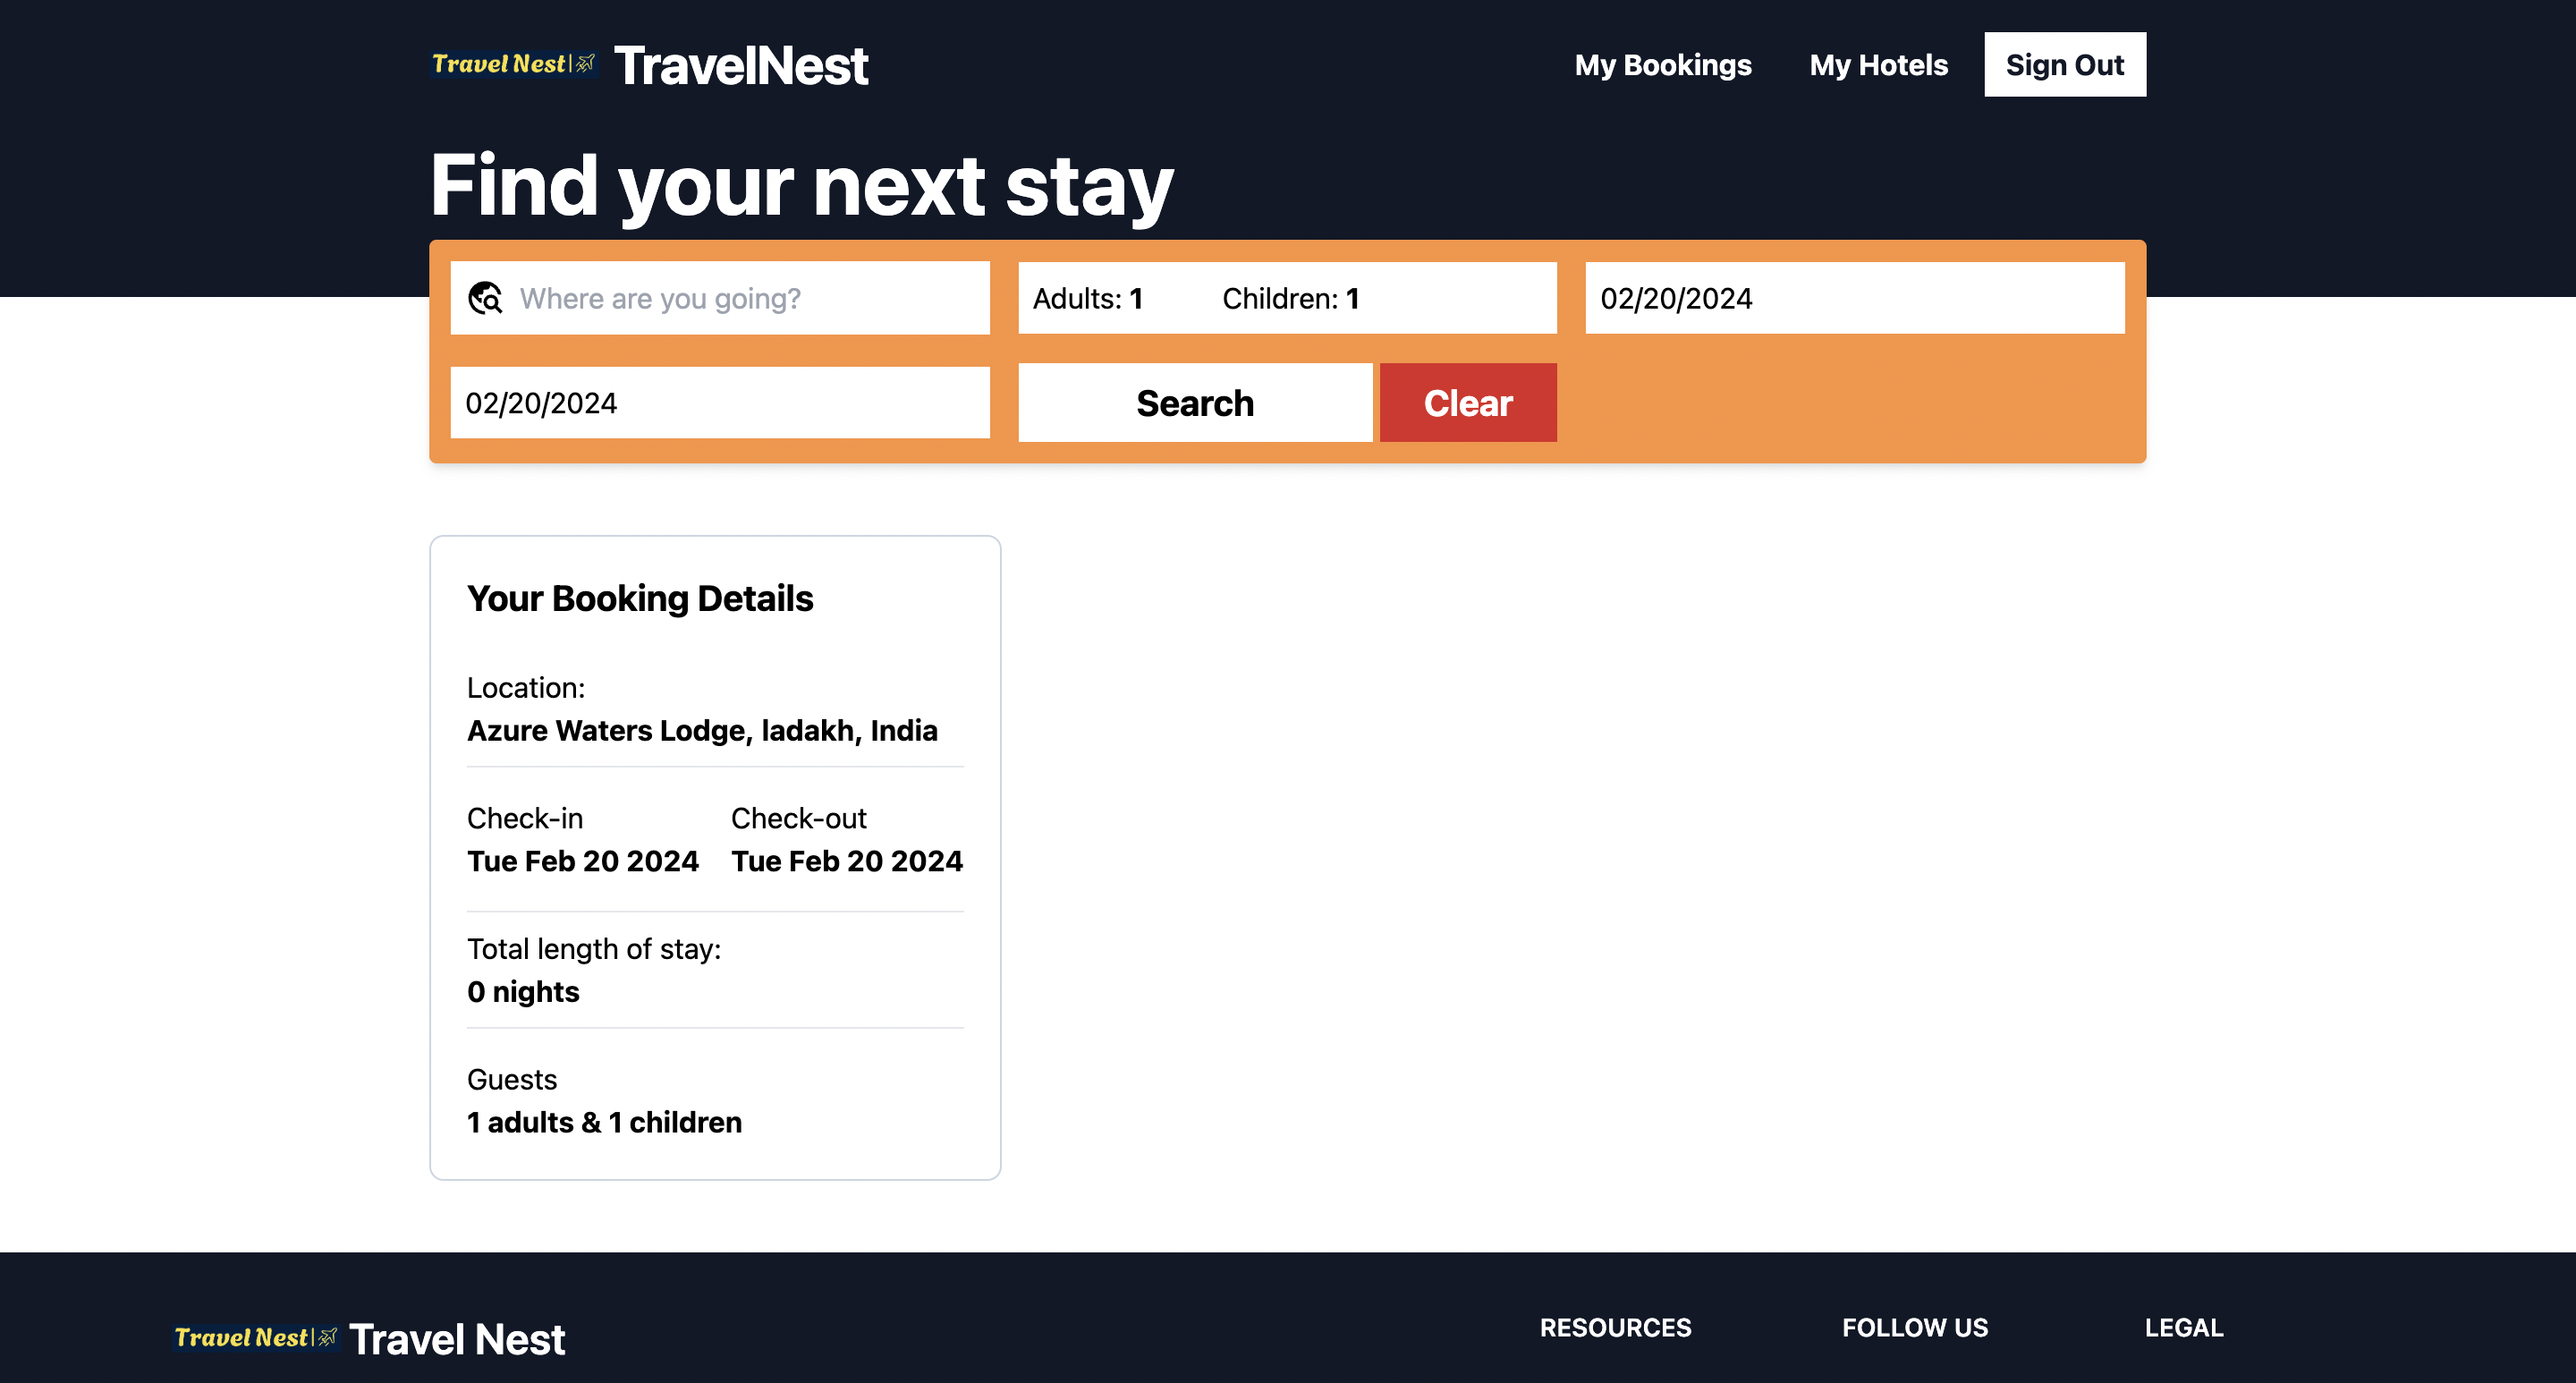 Travel Nest TravelNest My Bookings My Hotels Sign Out
Find your next stay
Where are you going? Adults: 1 Children: 1 02/20/2024
02/20/2024 Search Clear
Your Booking Details
Location:
Azure Waters Lodge, ladakh, India
Check-in Check-out
Tue Feb 20 2024 Tue Feb 20 2024
Total length of stay:
0 nights
Guests
1 adults & 1 children
Travel Nest Travel Nest RESOURCES FOLLOW US LEGAL